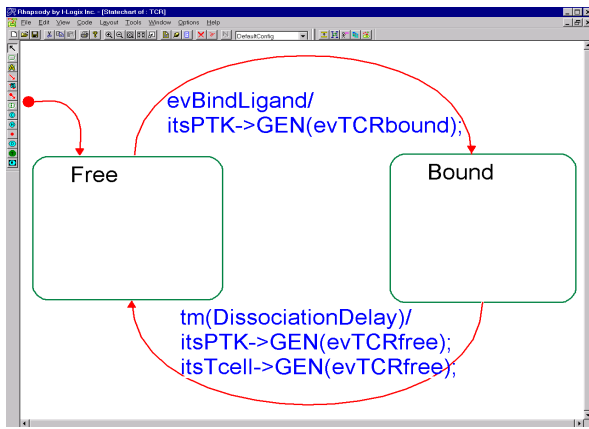 Rhapsody by I-Logix Inc. - [Statechart of : TCR]
File Edit View Code Layout Tools Window Options Help
DefaultConfig
evBindLigand/
itsPTK->GEN(evTCRbound);
Free
Bound
tm(DissociationDelay)/
itsPTK->GEN(evTCRfree);
itsTcell->GEN(evTCRfree);